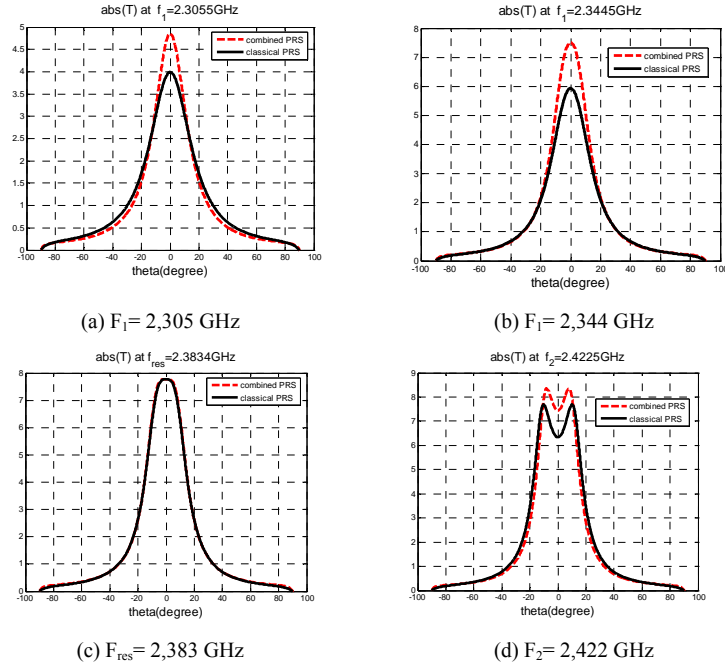 abs(T) at f1=2.3055GHz
5
4.5
4
3.5
3
2.5
2
1.5
1
0.5
0
-100 -80 -60 -40 -20 0 20 40 60 80 100
theta(degree)
combined PRS
classical PRS
(a) F1= 2,305 GHz
abs(T) at f1=2.3445GHz
8
7
6
5
4
3
2
1
0
-100 -80 -60 -40 -20 0 20 40 60 80 100
theta(degree)
combined PRS
classical PRS
(b) F1= 2,344 GHz
abs(T) at fres=2.3834GHz
8
7
6
5
4
3
2
1
0
-100 -80 -60 -40 -20 0 20 40 60 80 100
theta(degree)
combined PRS
classical PRS
(c) Fres= 2,383 GHz
abs(T) at f2=2.4225GHz
9
8
7
6
5
4
3
2
1
0
-100 -80 -60 -40 -20 0 20 40 60 80 100
theta(degree)
combined PRS
classical PRS
(d) F2= 2,422 GHz